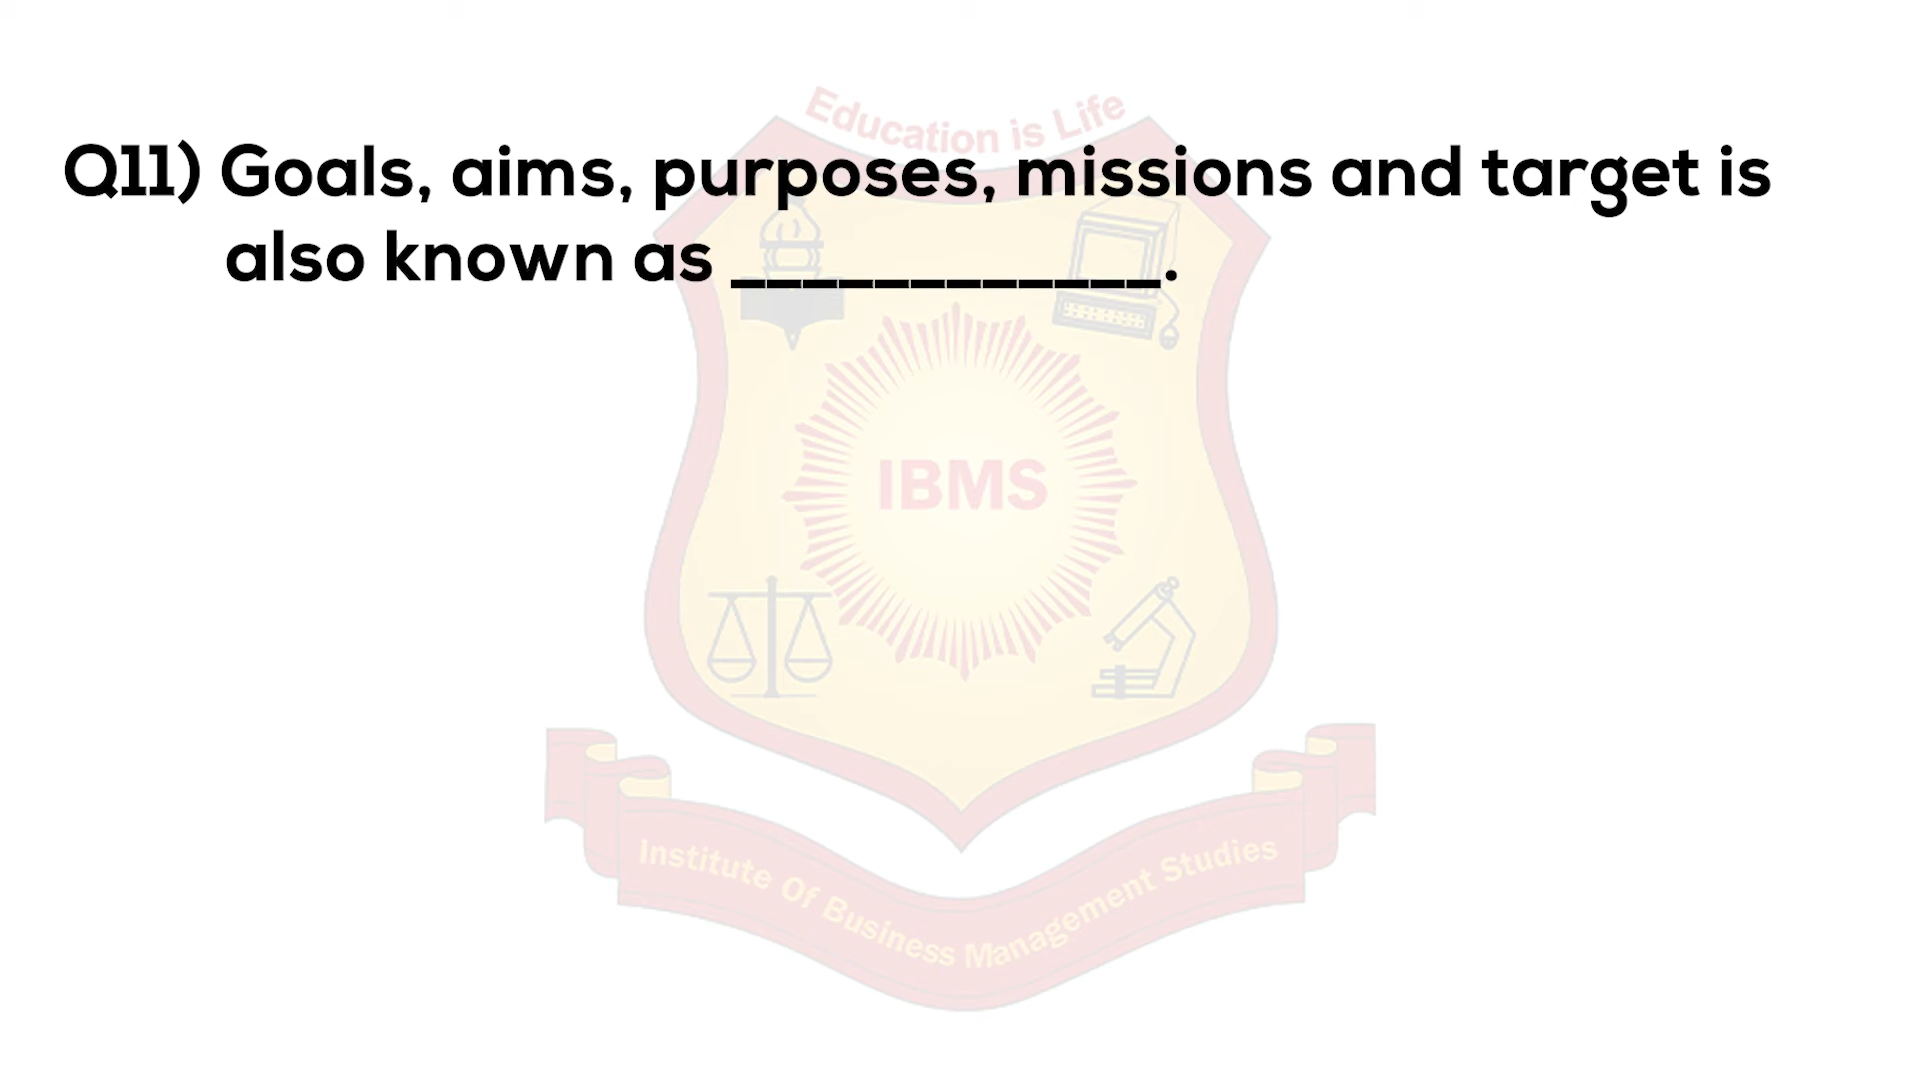 Education is Life
Q11) Goals, aims, purposes, missions and target is
also known as ____________.
IBMS
Institute Of Business Management Studies